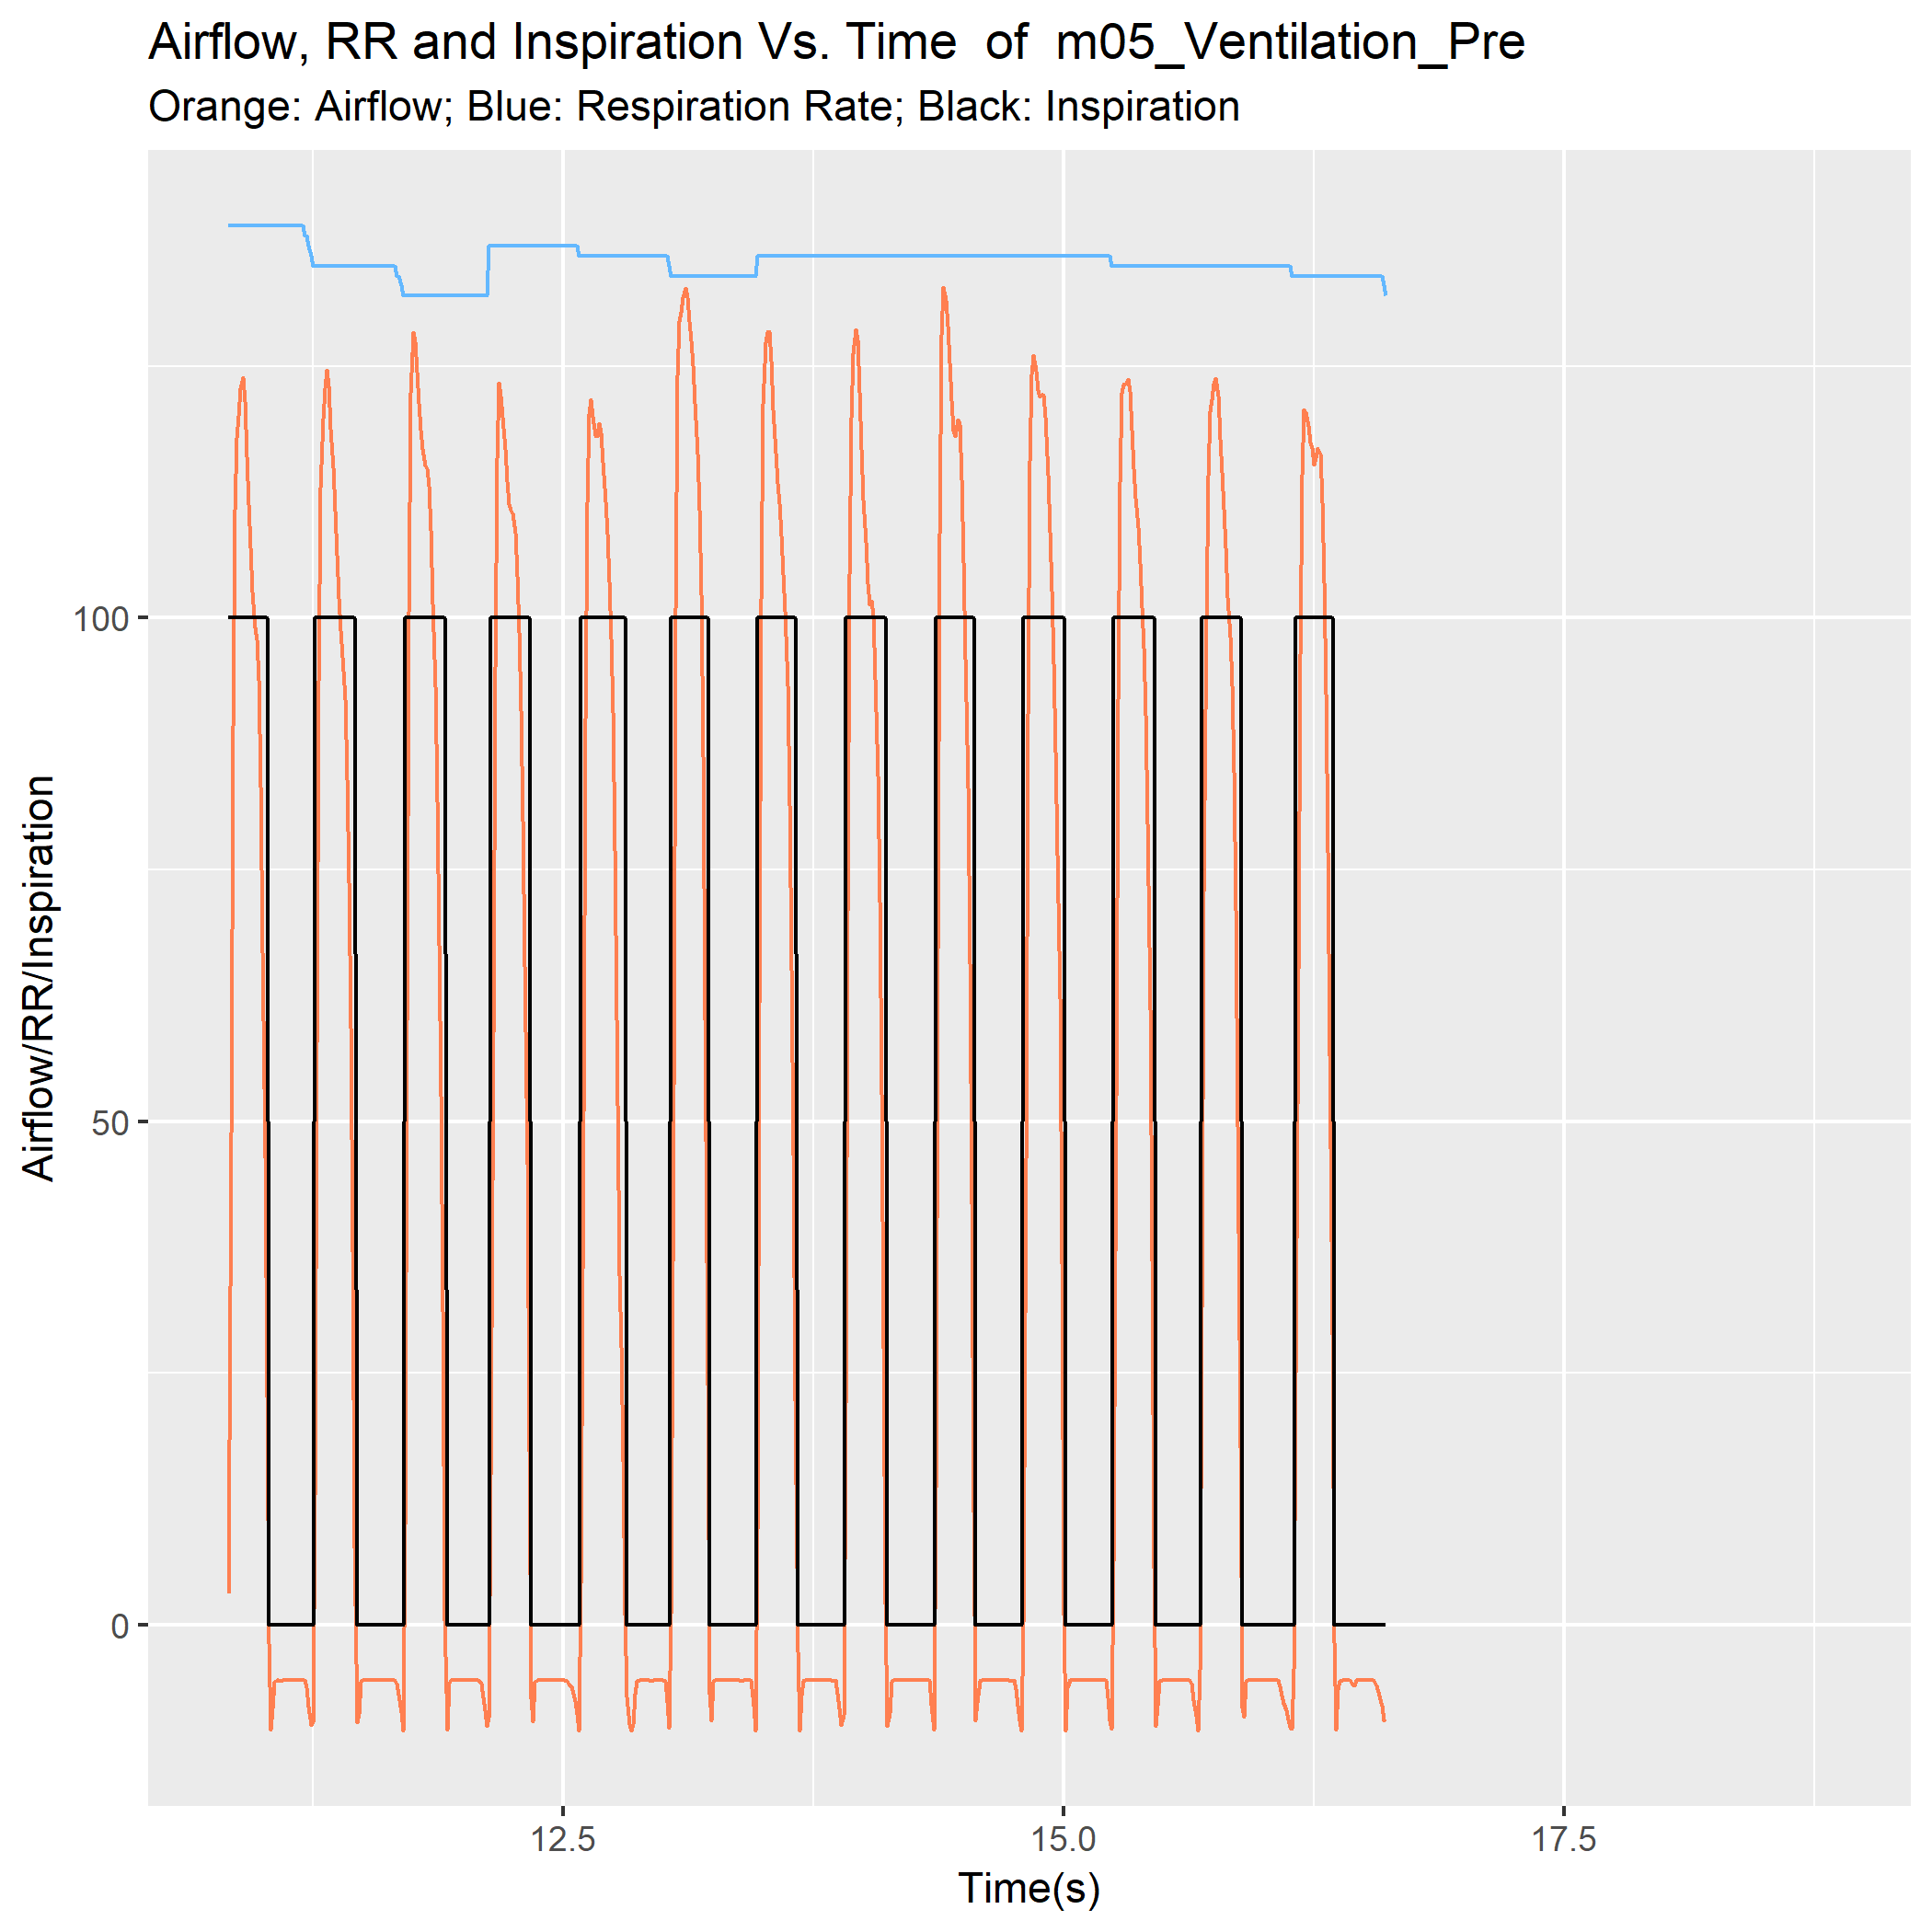 Airflow, RR and Inspiration Vs. Time  of  m05_Ventilation_Pre
Orange: Airflow; Blue: Respiration Rate; Black: Inspiration
Airflow/RR/Inspiration
100
50
0
12.5
15.0
17.5
Time(s)